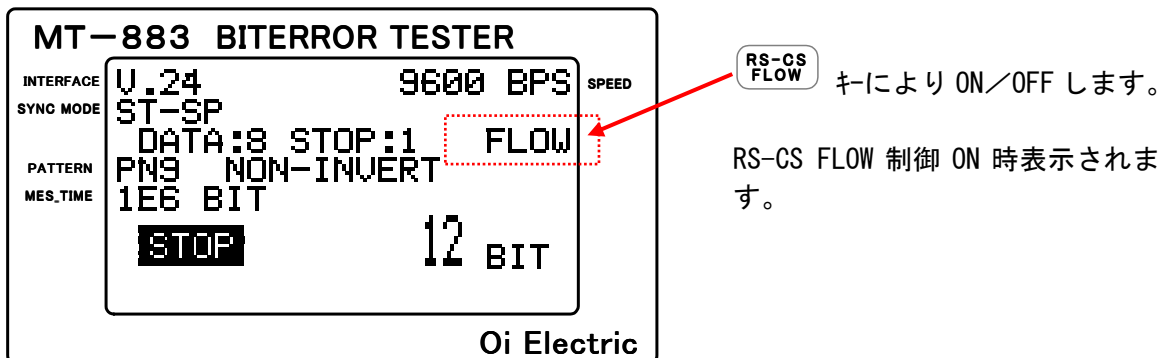 MT-883 BITERROR TESTER
INTERFACE V.24 9600 BPS SPEED
SYNC MODE ST-SP
DATA:8 STOP:1 FLOW
PATTERN PN9 NON-INVERT
MES_TIME 1E6 BIT
STOP 12 BIT
Oi Electric
RS-CS
FLOW ｷｰにより ON／OFF します。
RS-CS FLOW 制御 ON 時表示されま
す。